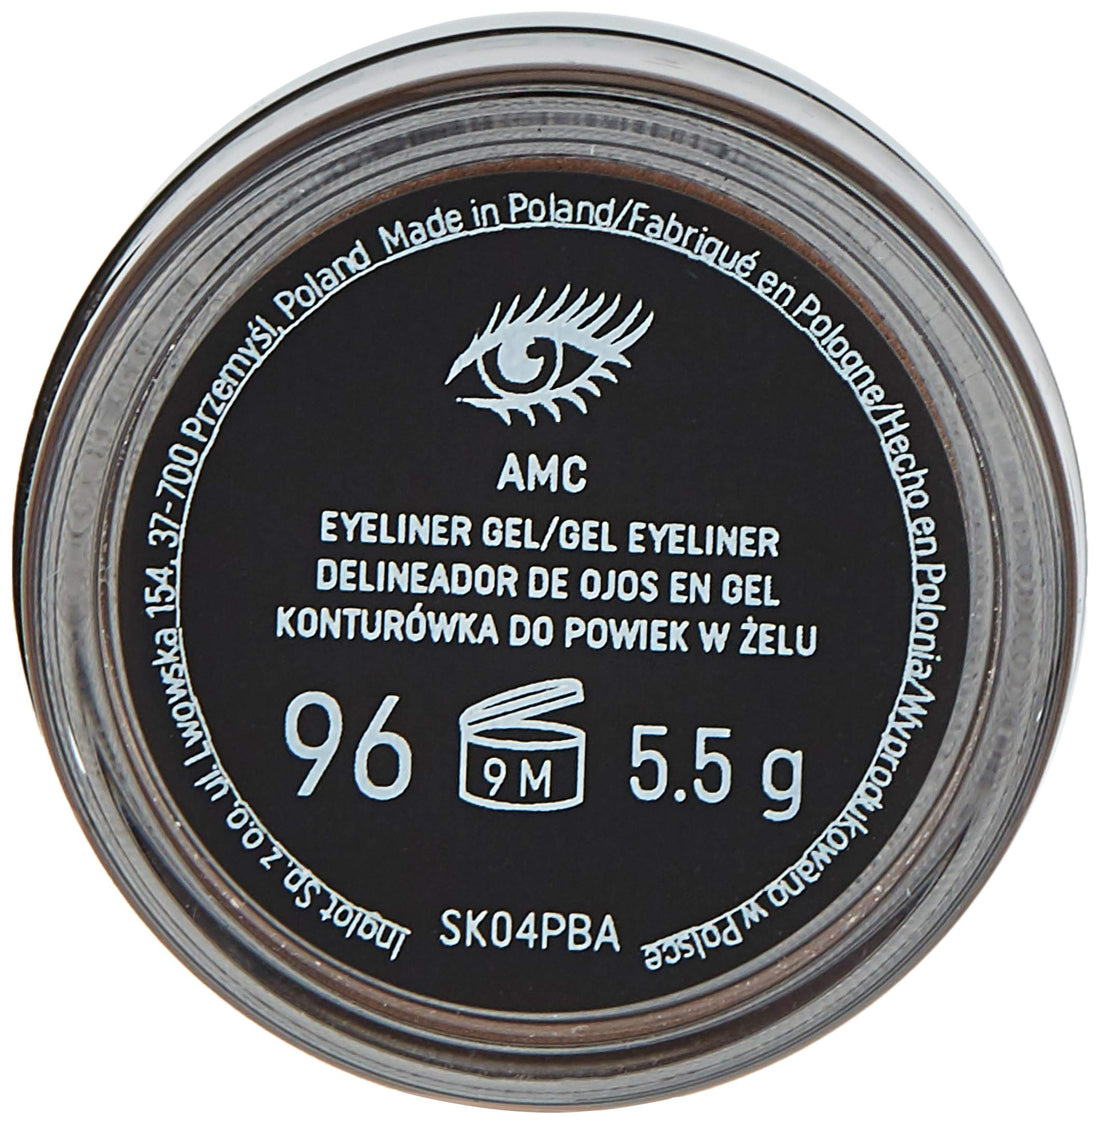 Inglot Sp. z o.o. ul. Lwowska 154, 37-700 Przemyśl, Poland Made in Poland/Fabriqué en Pologne/Hecho en Polonia/Wyprodukowano w Polsce
AMC
EYELINER GEL/GEL EYELINER
DELINEADOR DE OJOS EN GEL
KONTURÓWKA DO POWIEK W ŻELU
96 9M 5.5 g
SK04PBA